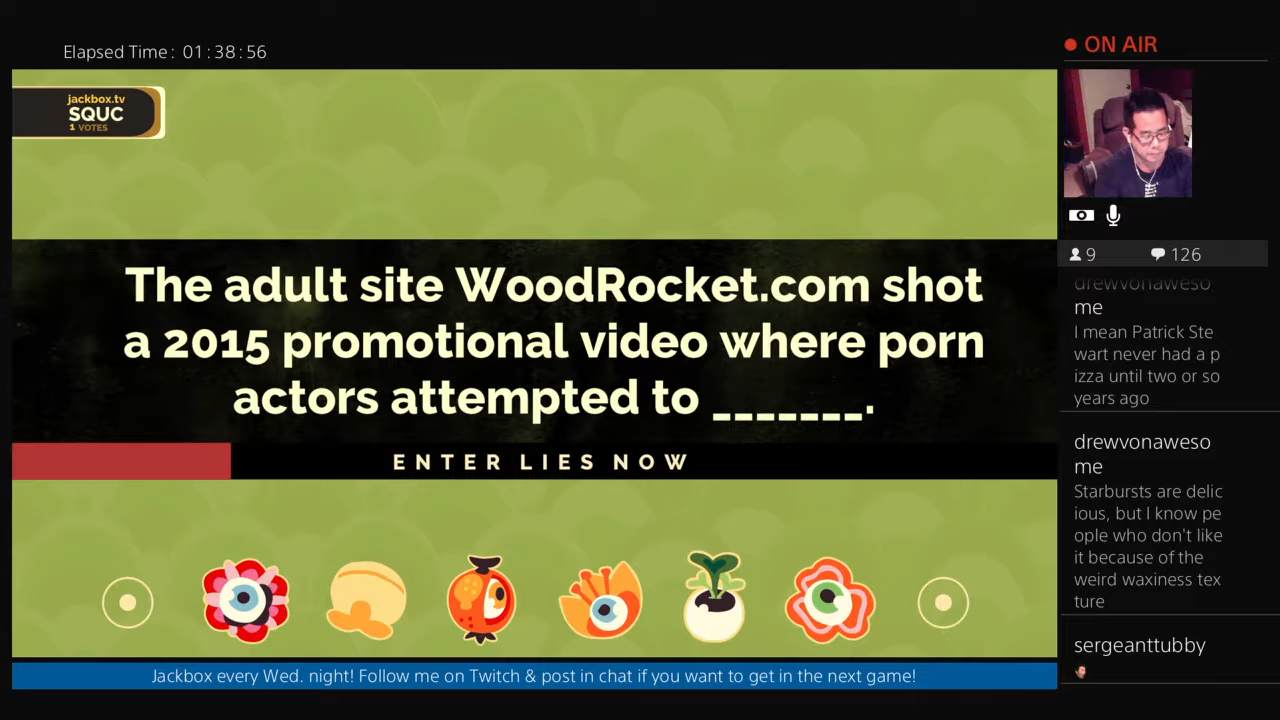 Elapsed Time: 01:38:56
ON AIR
jackbox.tv
SQUC
1 VOTES
The adult site WoodRocket.com shot
a 2015 promotional video where porn
actors attempted to _______.
ENTER LIES NOW
Jackbox every Wed. night! Follow me on Twitch & post in chat if you want to get in the next game!
9
126
drewvonaweso
me
I mean Patrick Ste
wart never had a p
izza until two or so
years ago
drewvonaweso
me
Starbursts are delic
ious, but I know pe
ople who don't like
it because of the
weird waxiness tex
ture
sergeanttubby